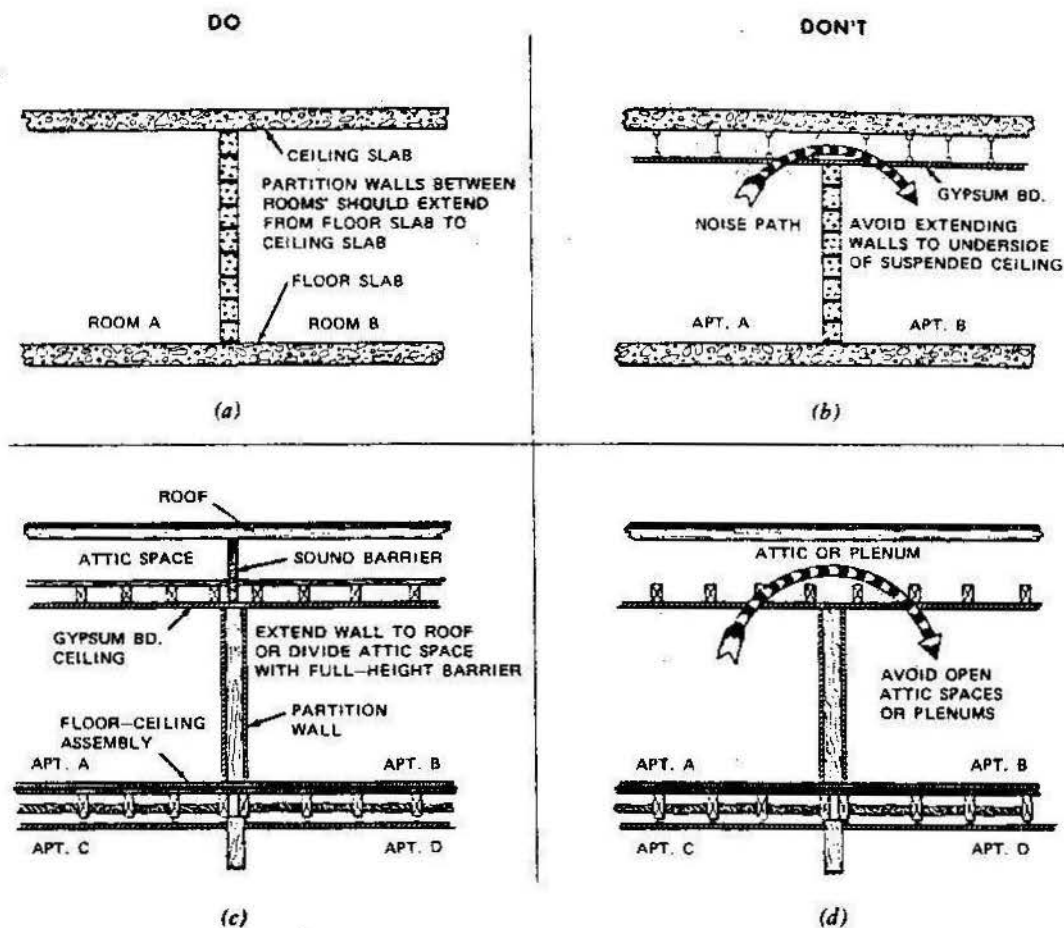 DO
DON'T
CEILING SLAB
PARTITION WALLS BETWEEN
ROOMS' SHOULD EXTEND
FROM FLOOR SLAB TO
CEILING SLAB
FLOOR SLAB
ROOM A
ROOM B
(a)
GYPSUM BD.
NOISE PATH
AVOID EXTENDING
WALLS TO UNDERSIDE
OF SUSPENDED CEILING
APT. A
APT. B
(b)
ROOF
ATTIC SPACE
SOUND BARRIER
GYPSUM BD.
CEILING
EXTEND WALL TO ROOF
OR DIVIDE ATTIC SPACE
WITH FULL-HEIGHT BARRIER
PARTITION
WALL
FLOOR-CEILING
ASSEMBLY
APT. A
APT. B
APT. C
APT. D
(c)
ATTIC OR PLENUM
AVOID OPEN
ATTIC SPACES
OR PLENUMS
APT. A
APT. B
APT. C
APT. D
(d)